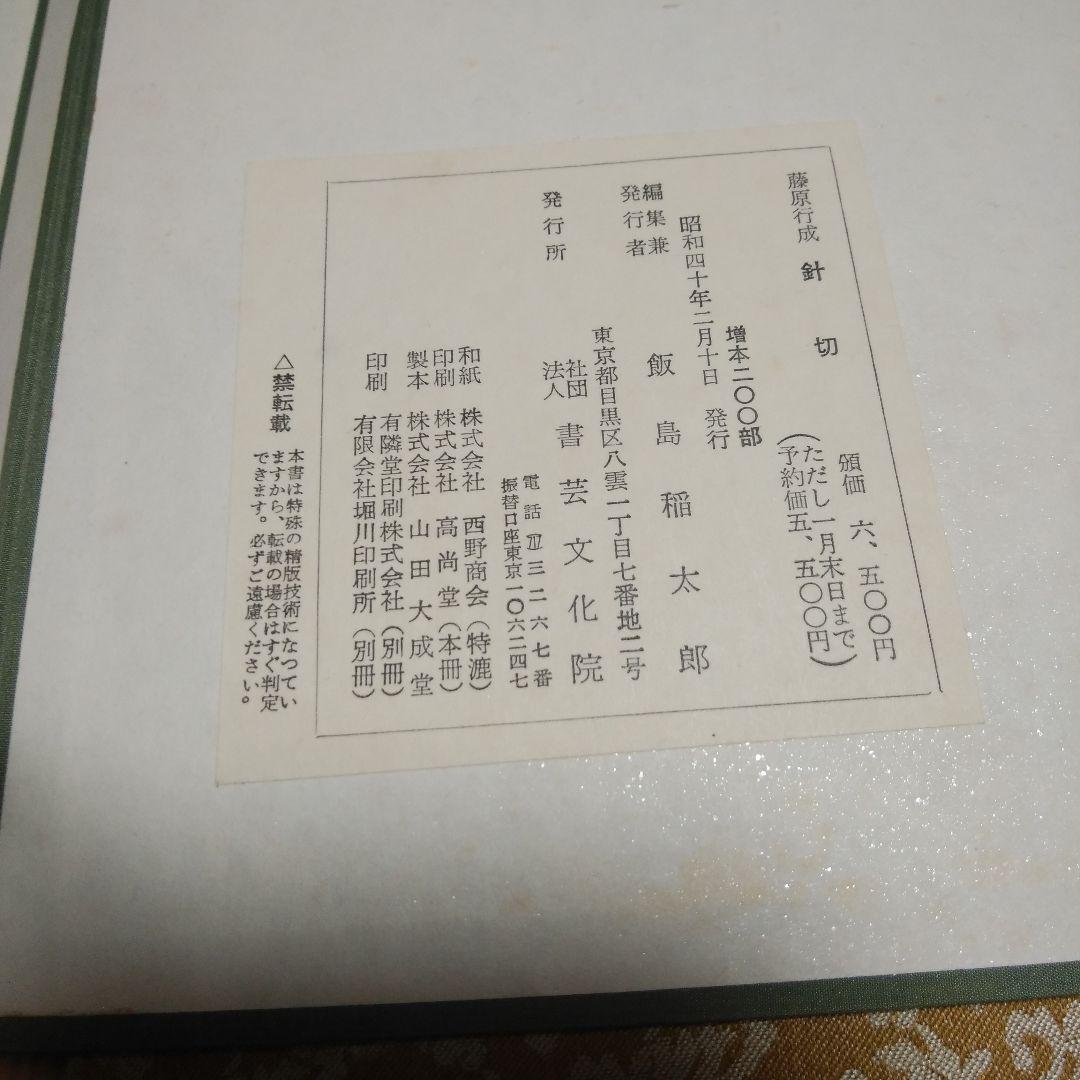 藤原行成 針切
頒価 六、五〇〇円
(ただし一月末日まで
予約価五、五〇〇円)
増本二〇〇部
昭和四十年二月十日 発行
編集兼
発行者 飯島稲太郎
東京都目黒区八雲一丁目七番地二号
発行所 社団
法人 書芸文化院
電話 三二六七番
振替口座東京一〇六二四七
和紙 株式会社 西野商会(特漉)
印刷 株式会社 高尚堂(本冊)
製本 株式会社 山田大成堂
印刷 有隣堂印刷株式会社(別冊)
有限会社堀川印刷所(別冊)
△禁転載 本書は特殊の精版技術になつてい
ますから、転載の場合はすぐ判定
できます。必ずご遠慮ください。